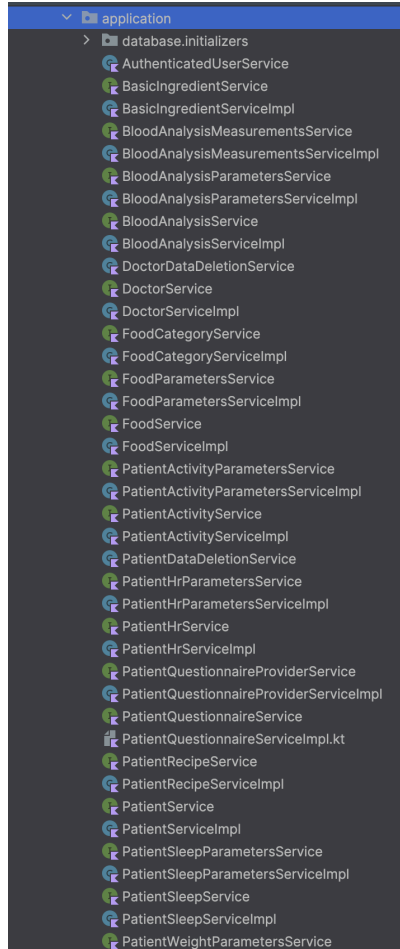 application
database.initializers
AuthenticatedUserService
BasicIngredientService
BasicIngredientServiceImpl
BloodAnalysisMeasurementsService
BloodAnalysisMeasurementsServiceImpl
BloodAnalysisParametersService
BloodAnalysisParametersServiceImpl
BloodAnalysisService
BloodAnalysisServiceImpl
DoctorDataDeletionService
DoctorService
DoctorServiceImpl
FoodCategoryService
FoodCategoryServiceImpl
FoodParametersService
FoodParametersServiceImpl
FoodService
FoodServiceImpl
PatientActivityParametersService
PatientActivityParametersServiceImpl
PatientActivityService
PatientActivityServiceImpl
PatientDataDeletionService
PatientHrParametersService
PatientHrParametersServiceImpl
PatientHrService
PatientHrServiceImpl
PatientQuestionnaireProviderService
PatientQuestionnaireProviderServiceImpl
PatientQuestionnaireService
PatientQuestionnaireServiceImpl.kt
PatientRecipeService
PatientRecipeServiceImpl
PatientService
PatientServiceImpl
PatientSleepParametersService
PatientSleepParametersServiceImpl
PatientSleepService
PatientSleepServiceImpl
PatientWeightParametersService